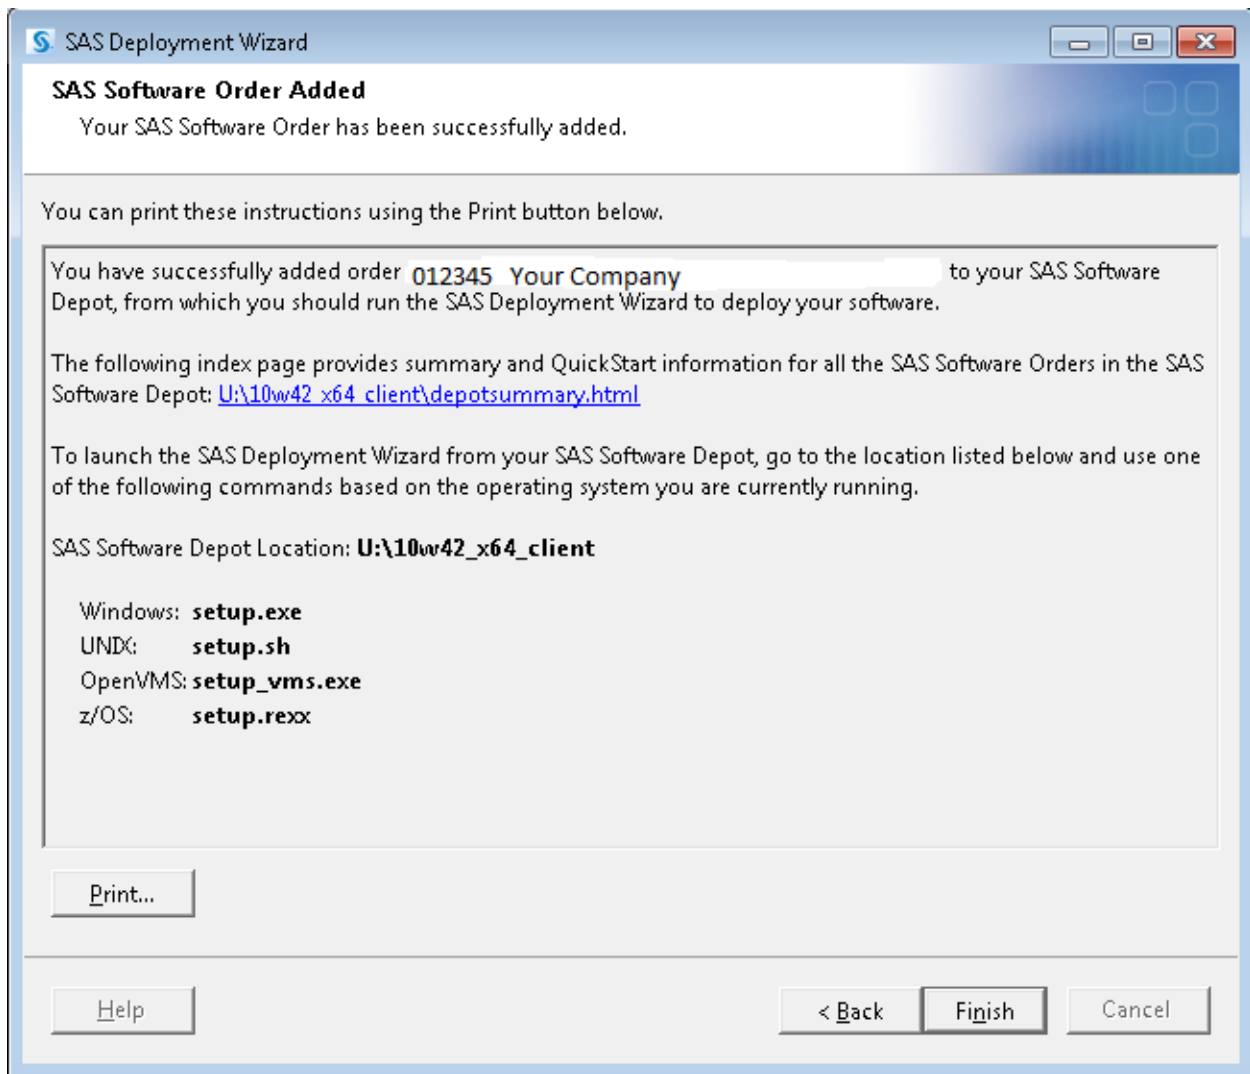 SAS Deployment Wizard
SAS Software Order Added
Your SAS Software Order has been successfully added.
You can print these instructions using the Print button below.
You have successfully added order 012345 Your Company to your SAS Software
Depot, from which you should run the SAS Deployment Wizard to deploy your software.
The following index page provides summary and QuickStart information for all the SAS Software Orders in the SAS
Software Depot: U:\10w42_x64_client\depotsummary.html
To launch the SAS Deployment Wizard from your SAS Software Depot, go to the location listed below and use one
of the following commands based on the operating system you are currently running.
SAS Software Depot Location: U:\10w42_x64_client
Windows: setup.exe
UNIX: setup.sh
OpenVMS: setup_vms.exe
z/OS: setup.rexx
Print...
Help
< Back
Finish
Cancel